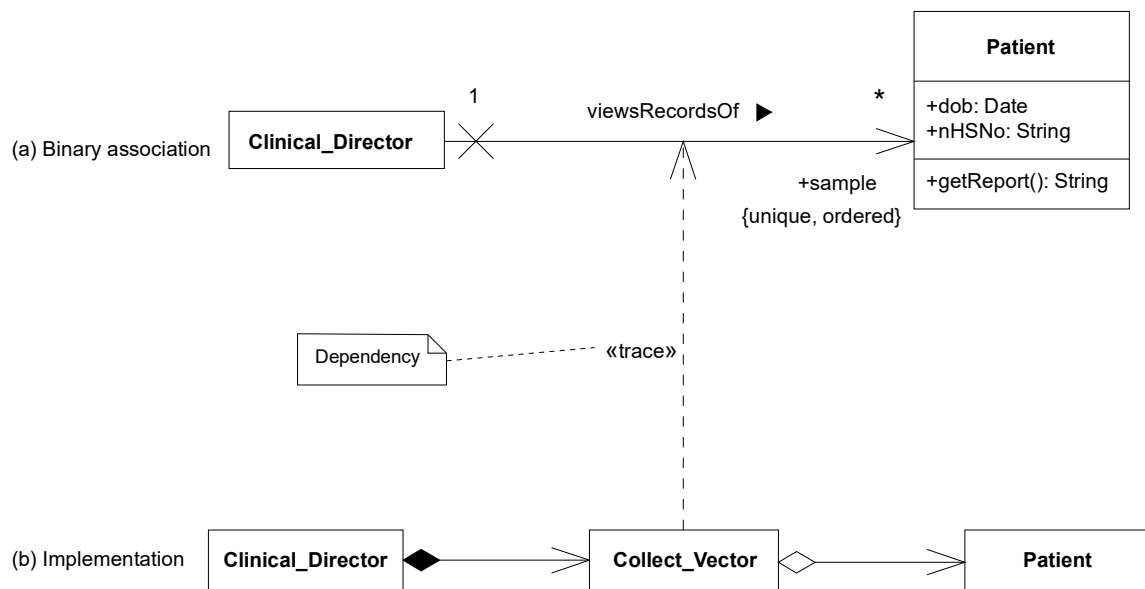 Patient
1
viewsRecordsOf ▶
*
+dob: Date
+nHSNo: String
(a) Binary association
Clinical_Director
+getReport(): String
+sample
{unique, ordered}
Dependency
«trace»
(b) Implementation
Clinical_Director
Collect_Vector
Patient